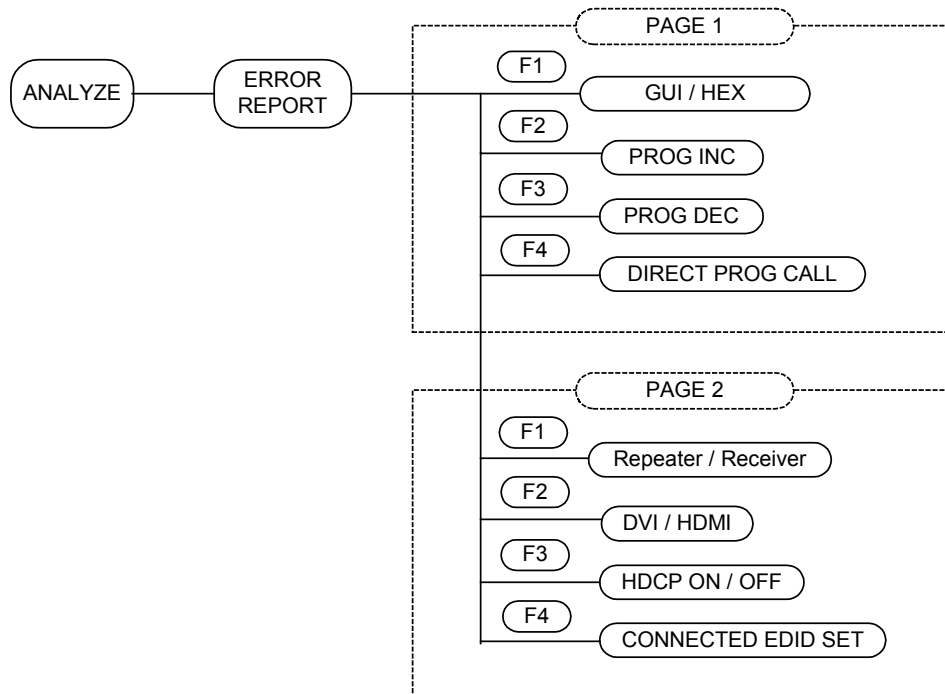 PAGE 1
ANALYZE
ERROR
REPORT
F1
GUI / HEX
F2
PROG INC
F3
PROG DEC
F4
DIRECT PROG CALL
PAGE 2
F1
Repeater / Receiver
F2
DVI / HDMI
F3
HDCP ON / OFF
F4
CONNECTED EDID SET